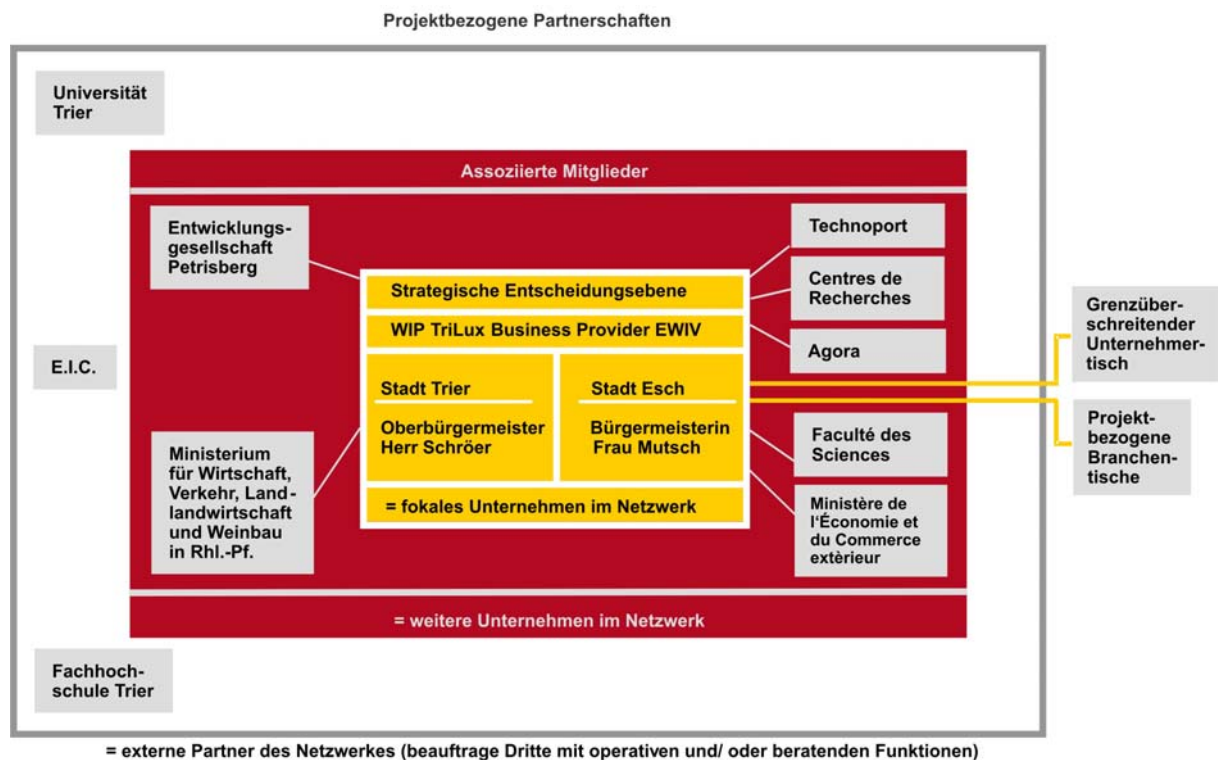 Projektbezogene Partnerschaften
Universität
Trier
Assoziierte Mitglieder
Entwicklungs-
gesellschaft
Petrisberg
Technoport
Centres de
Recherches
Agora
Strategische Entscheidungsebene
WIP TriLux Business Provider EWIV
Stadt Trier
Oberbürgermeister
Herr Schröer
Stadt Esch
Bürgermeisterin
Frau Mutsch
= fokales Unternehmen im Netzwerk
E.I.C.
Ministerium
für Wirtschaft,
Verkehr, Land-
landwirtschaft
und Weinbau
in Rhl.-Pf.
Faculté des
Sciences
Ministère de
l'Économie et
du Commerce
extèrieur
Grenzüber-
schreitender
Unternehmer-
tisch
Projekt-
bezogene
Branchen-
tische
= weitere Unternehmen im Netzwerk
Fachhoch-
schule Trier
= externe Partner des Netzwerkes (beauftrage Dritte mit operativen und/ oder beratenden Funktionen)